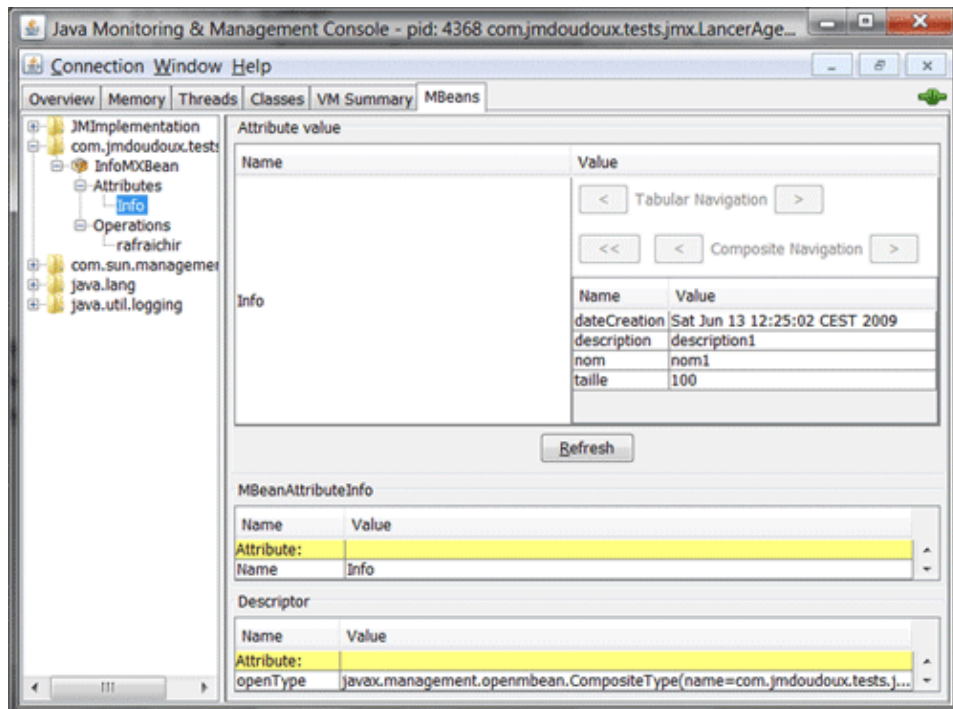 Java Monitoring & Management Console - pid: 4368 com.jmdoudoux.tests.jmx.LancerAge...
Connection Window Help
Overview Memory Threads Classes VM Summary MBeans
JMImplementation
com.jmdoudoux.tests
InfoMXBean
Attributes
Info
Operations
rafraichir
com.sun.managemen
java.lang
java.util.logging
Attribute value
Name Value
Info
< Tabular Navigation >
<< < Composite Navigation >
Name Value
dateCreation Sat Jun 13 12:25:02 CEST 2009
description description1
nom nom1
taille 100
Refresh
MBeanAttributeInfo
Name Value
Attribute:
Name Info
Descriptor
Name Value
Attribute:
openType javax.management.openmbean.CompositeType(name=com.jmdoudoux.tests.j...